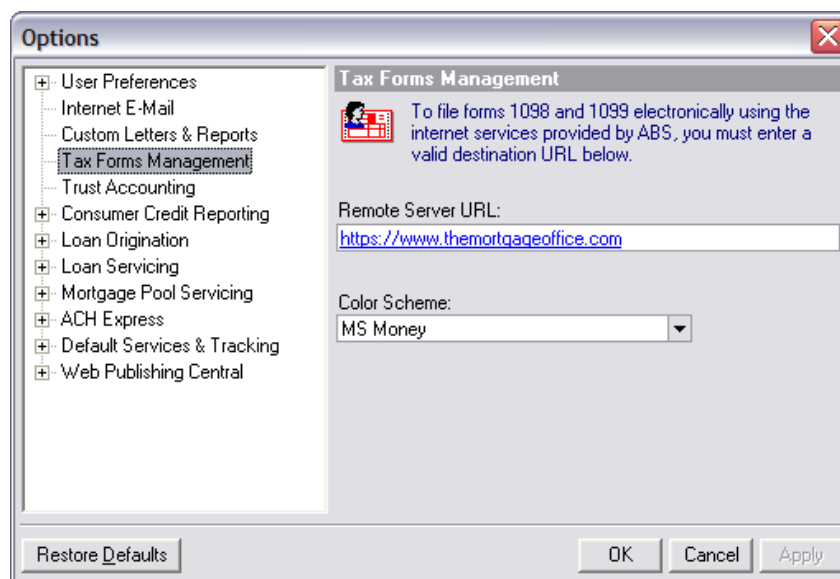 Options
User Preferences
Internet E-Mail
Custom Letters & Reports
Tax Forms Management
Trust Accounting
Consumer Credit Reporting
Loan Origination
Loan Servicing
Mortgage Pool Servicing
ACH Express
Default Services & Tracking
Web Publishing Central
Tax Forms Management
To file forms 1098 and 1099 electronically using the
internet services provided by ABS, you must enter a
valid destination URL below.
Remote Server URL:
https://www.themortgageoffice.com
Color Scheme:
MS Money
Restore Defaults
OK
Cancel
Apply